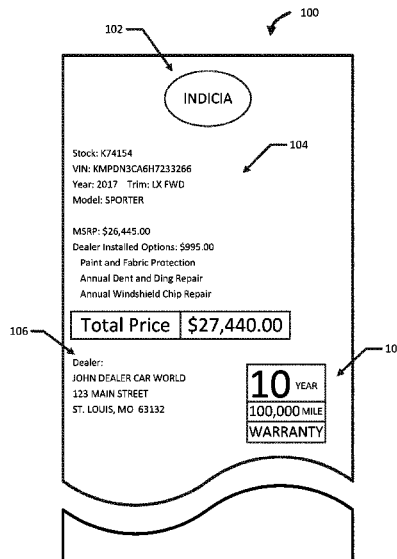 100
102
INDICIA
Stock: K74154
104
VIN: KMPDN3CA6H7233266
Year: 2017 Trim: LX FWD
Model: SPORTER
MSRP: $26,445.00
Dealer Installed Options: $995.00
Paint and Fabric Protection
Annual Dent and Ding Repair
Annual Windshield Chip Repair
Total Price $27,440.00
106
Dealer:
JOHN DEALER CAR WORLD
123 MAIN STREET
ST. LOUIS, MO 63132
10
10 YEAR
100,000 MILE
WARRANTY